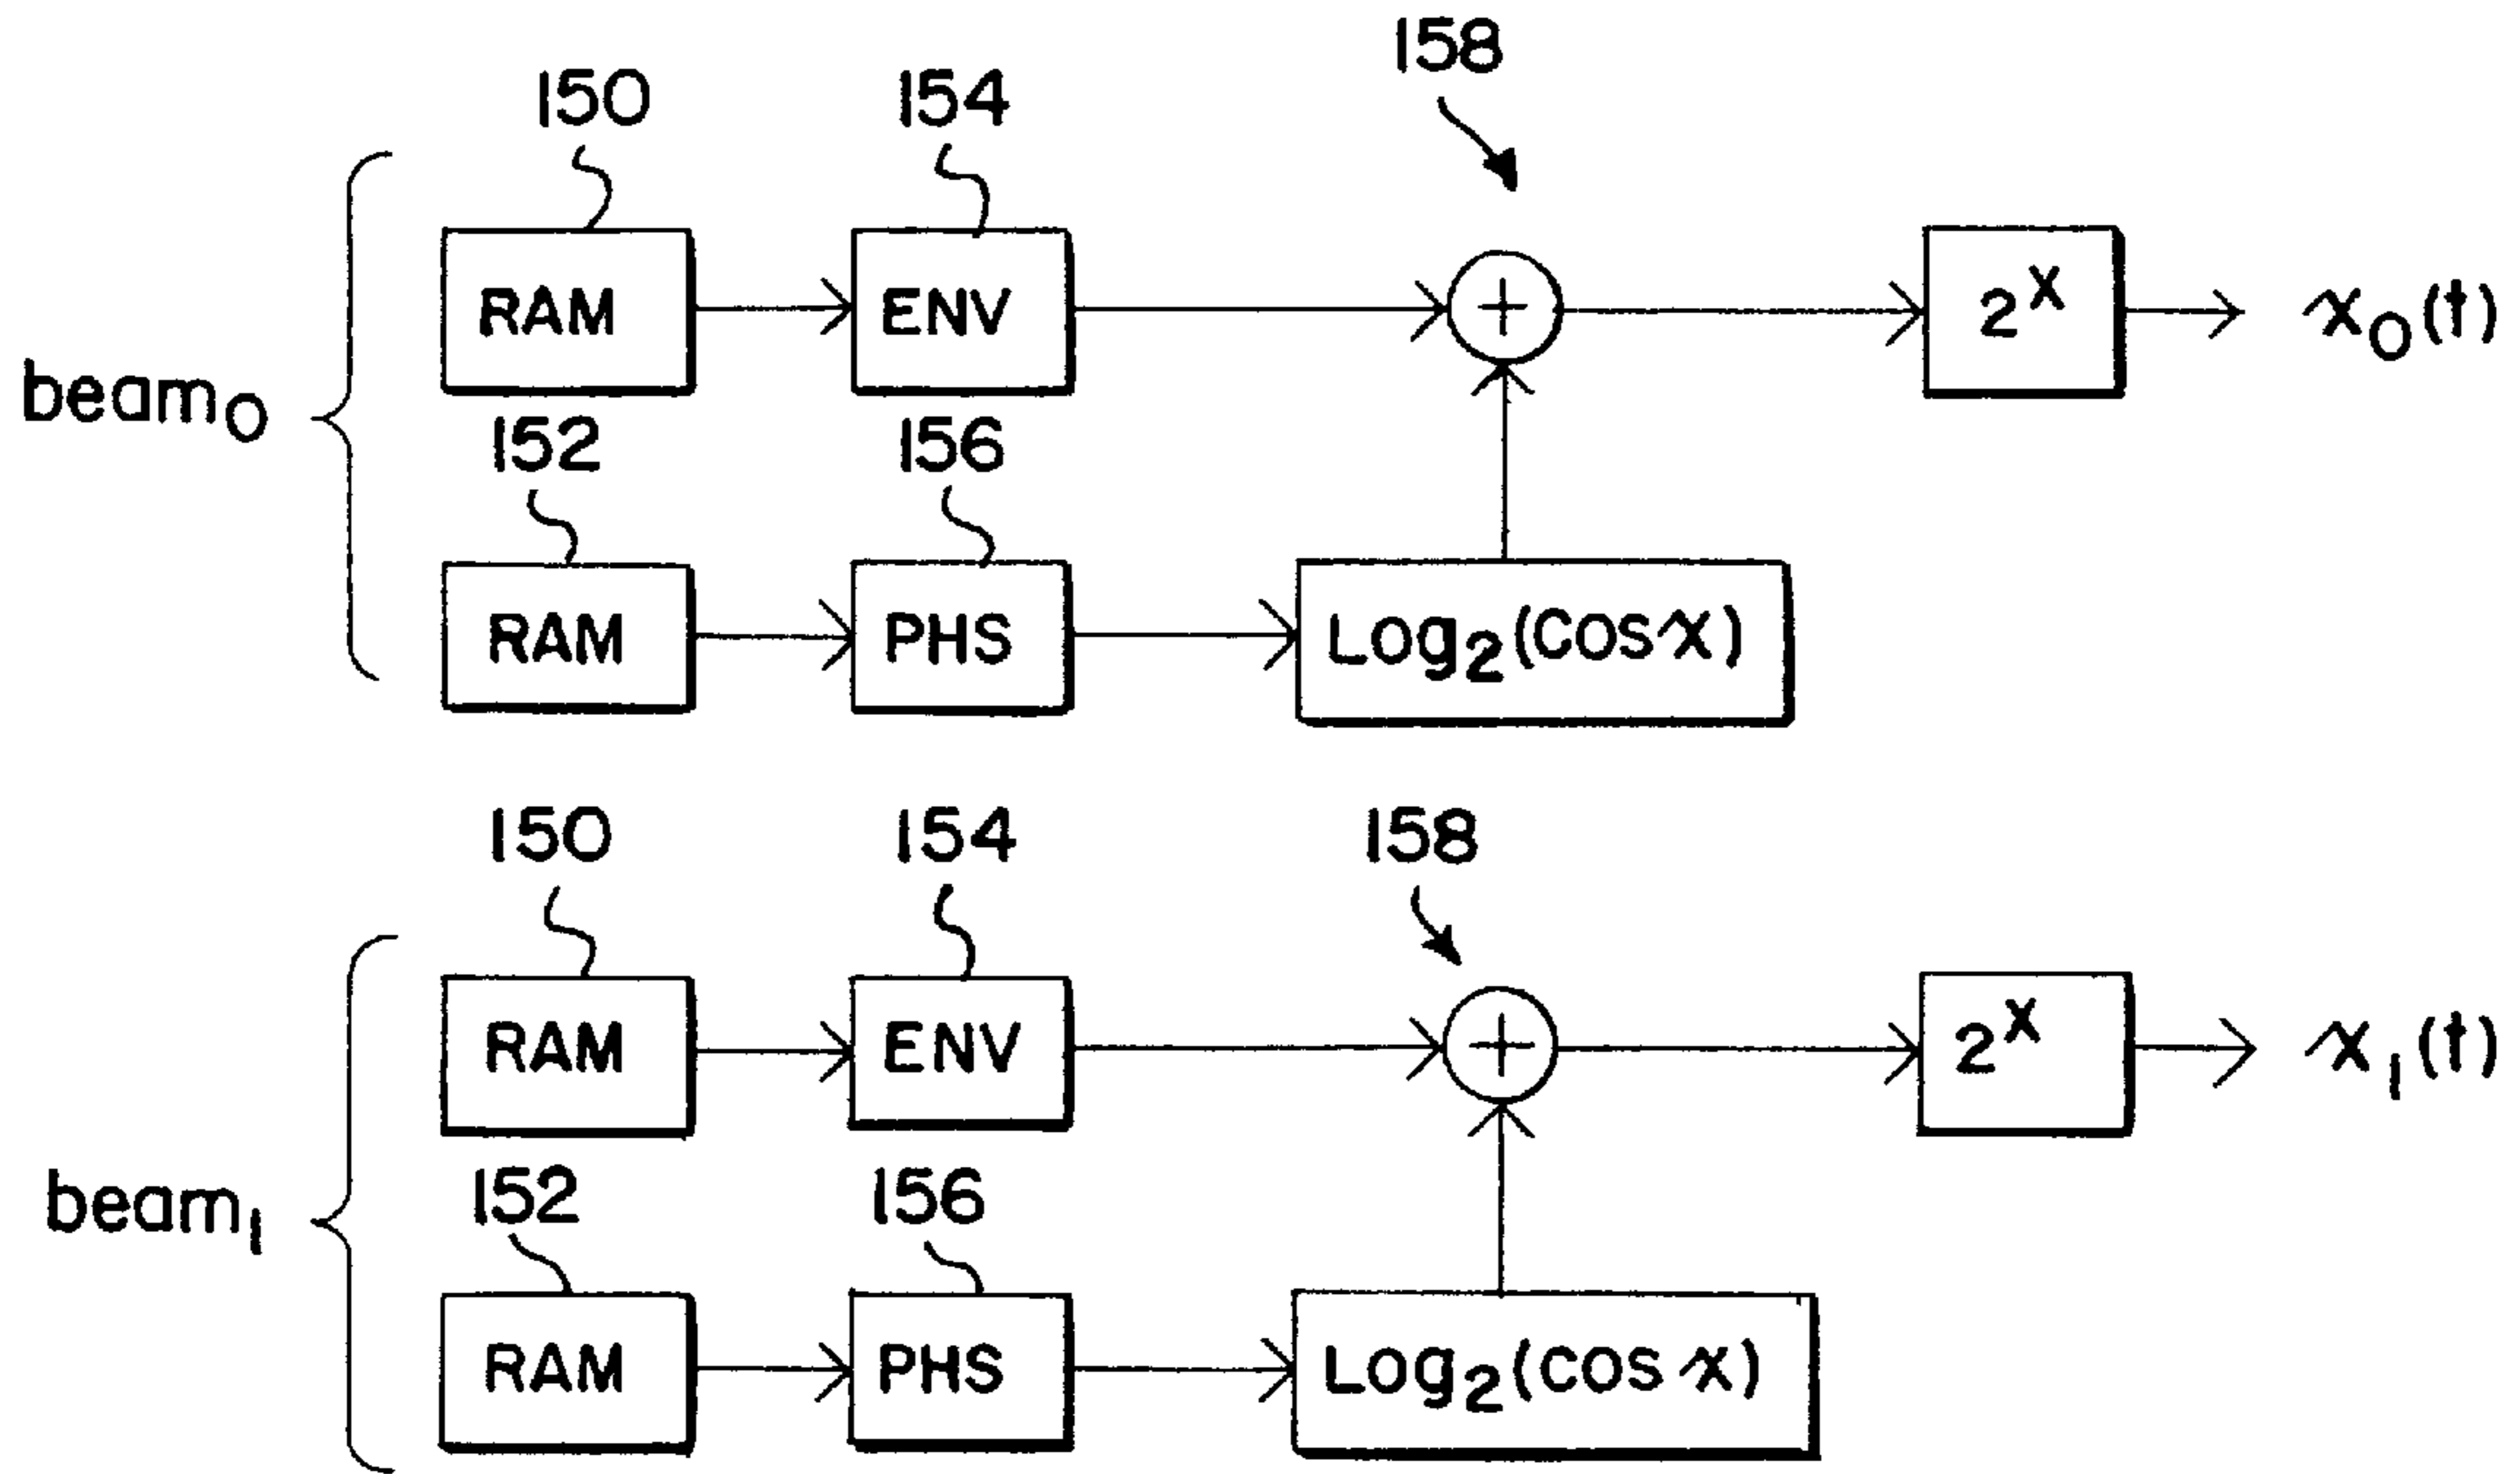 158
150 154
RAM ENV + 2^X x₀(t)
beam₀
152 156
RAM PHS Log₂(cos x)
150 154 158
RAM ENV + 2^X x₁(t)
beam₁
152 156
RAM PHS Log₂(cos x)